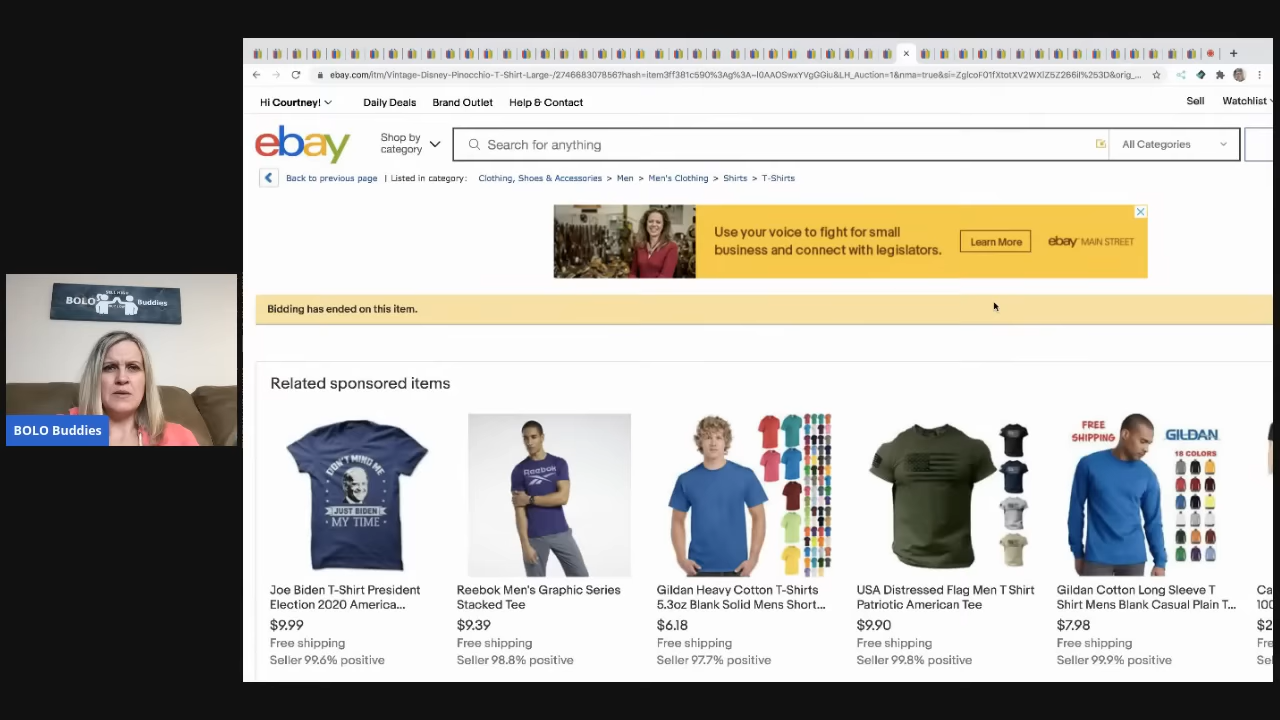 ebay.com/itm/Vintage-Disney-Pinocchio-T-Shirt-Large-/274668307856?hash=item3ff381c590%3Ag%3A~l0AAOSwxYVgGGiu&LH_Auction=1&nma=true&si=
Hi Courtney! Daily Deals Brand Outlet Help & Contact Sell Watchlist
ebay Shop by category Search for anything All Categories
Back to previous page | Listed in category: Clothing, Shoes & Accessories > Men > Men's Clothing > Shirts > T-Shirts
Use your voice to fight for small
business and connect with legislators.
Learn More
ebay MAIN STREET
Bidding has ended on this item.
BOLO Buddies
BOLO Buddies
Related sponsored items
DON'T MIND ME
JUST BIDEN
MY TIME
Reebok
FREE SHIPPING
GILDAN
18 COLORS
Joe Biden T-Shirt President
Election 2020 America...
$9.99
Free shipping
Seller 99.6% positive
Reebok Men's Graphic Series
Stacked Tee
$9.39
Free shipping
Seller 98.8% positive
Gildan Heavy Cotton T-Shirts
5.3oz Blank Solid Mens Short...
$6.18
Free shipping
Seller 97.7% positive
USA Distressed Flag Men T Shirt
Patriotic American Tee
$9.90
Free shipping
Seller 99.8% positive
Gildan Cotton Long Sleeve T
Shirt Mens Blank Casual Plain T...
$7.98
Free shipping
Seller 99.9% positive
Ca
100
$2
Fre
Sel